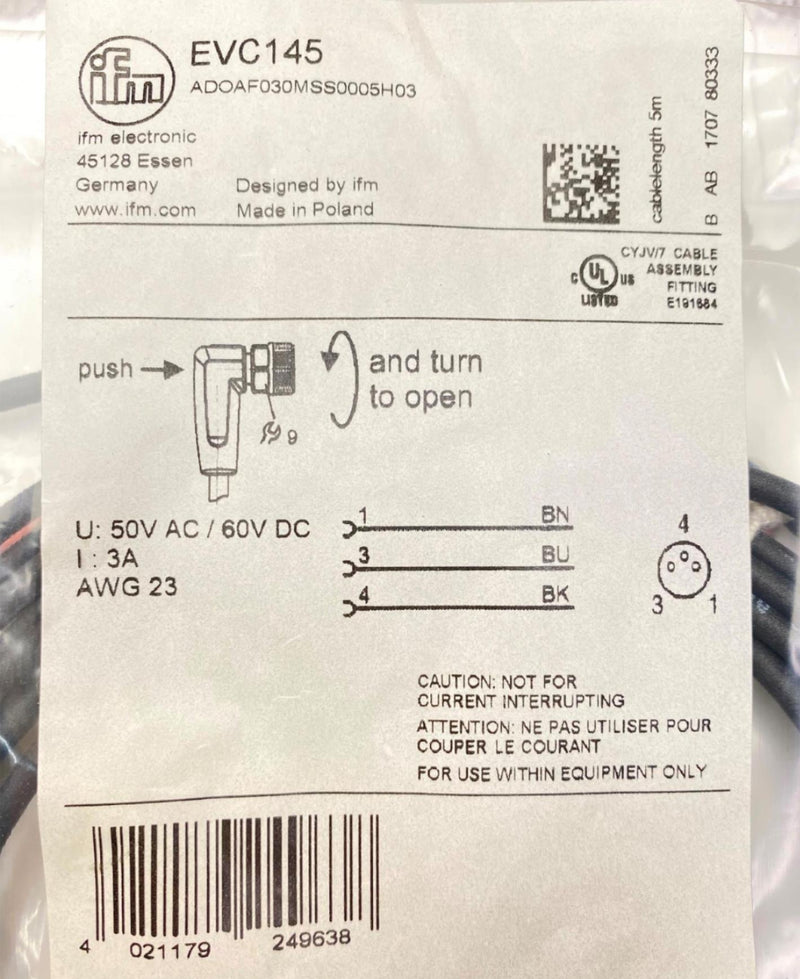 ifm
EVC145
ADOAF030MSS0005H03
ifm electronic
45128 Essen
Germany
www.ifm.com
Designed by ifm
Made in Poland
cablelength 5m
B AB 1707 80333
C UL US
LISTED
CYJV/7 CABLE
ASSEMBLY
FITTING
E191684
push
9
and turn
to open
U: 50V AC / 60V DC
I : 3A
AWG 23
1 BN
3 BU
4 BK
4
3 1
CAUTION: NOT FOR
CURRENT INTERRUPTING
ATTENTION: NE PAS UTILISER POUR
COUPER LE COURANT
FOR USE WITHIN EQUIPMENT ONLY
4 021179 249638